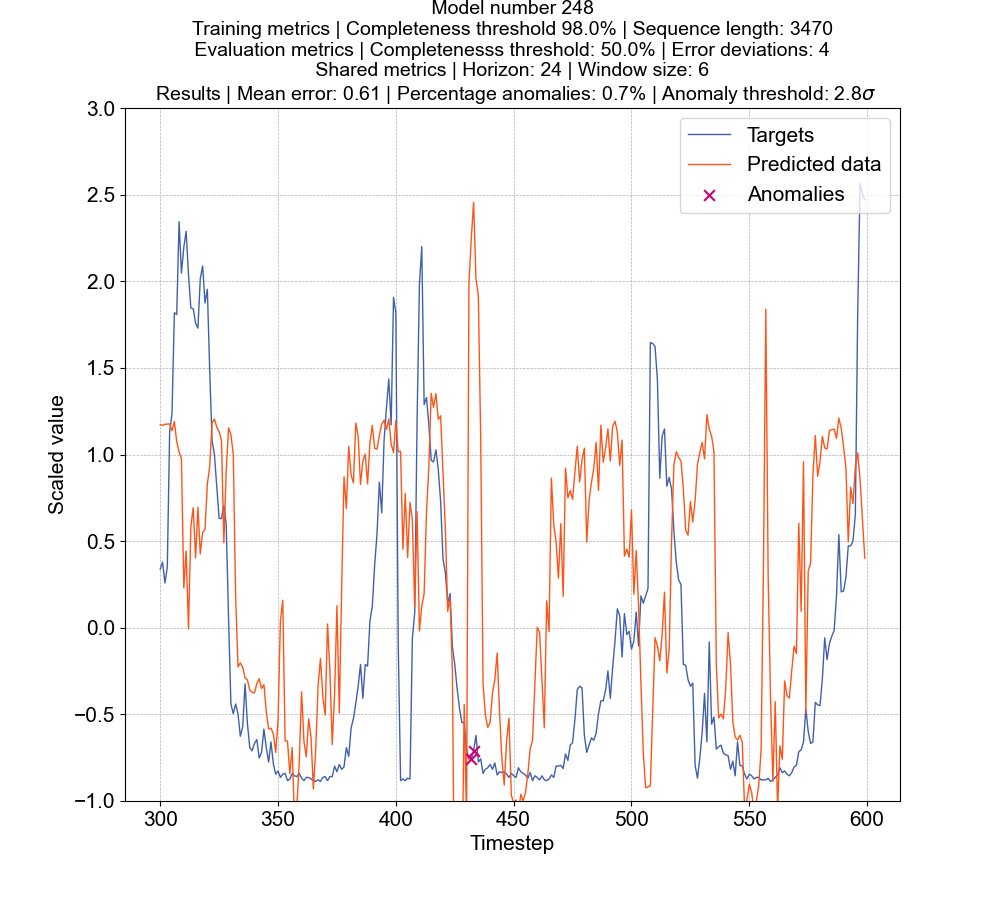 Model number 248
Training metrics | Completeness threshold 98.0% | Sequence length: 3470
Evaluation metrics | Completenesss threshold: 50.0% | Error deviations: 4
Shared metrics | Horizon: 24 | Window size: 6
Results | Mean error: 0.61 | Percentage anomalies: 0.7% | Anomaly threshold: 2.8σ
Targets
Predicted data
Anomalies
3.0
2.5
2.0
1.5
1.0
0.5
0.0
−0.5
−1.0
Scaled value
300
350
400
450
500
550
600
Timestep